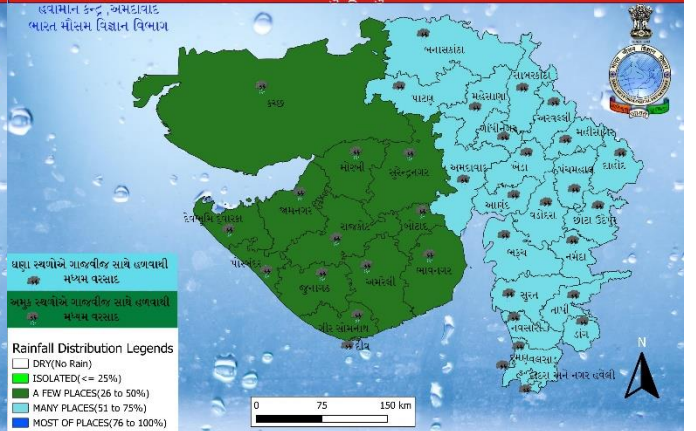 હવામાન કેન્દ્ર ,અમદાવાદ
ભારત મૌસમ વિજ્ઞાન વિભાગ
બનાસકાંઠા
સાબરકાંઠા
કચ્છ
પાટણ
મહેસાણા
અરવલ્લી
ગાંધીનગર
મહીસાગર
મોરબી
સુરેન્દ્રનગર
અમદાવાદ
ખેડા
પંચમહાલ
દાહોદ
જામનગર
આણંદ
વડોદરા
છોટા ઉદેપુર
દેવભૂમિ દ્વારકા
રાજકોટ
બોટાદ
ભરૂચ
નર્મદા
પોરબંદર
જુનાગઢ
અમરેલી
ભાવનગર
સુરત
તાપી
ગીર સોમનાથ
નવસારી
ડાંગ
દીવ
દમણ
વલસાડ
દાદરા અને નગર હવેલી
ઘણા સ્થળોએ ગાજવીજ સાથે હળવાથી
મધ્યમ વરસાદ
અમુક સ્થળોએ ગાજવીજ સાથે હળવાથી
મધ્યમ વરસાદ
Rainfall Distribution Legends
DRY(No Rain)
ISOLATED(<= 25%)
A FEW PLACES(26 to 50%)
MANY PLACES(51 to 75%)
MOST OF PLACES(76 to 100%)
0 75 150 km
N